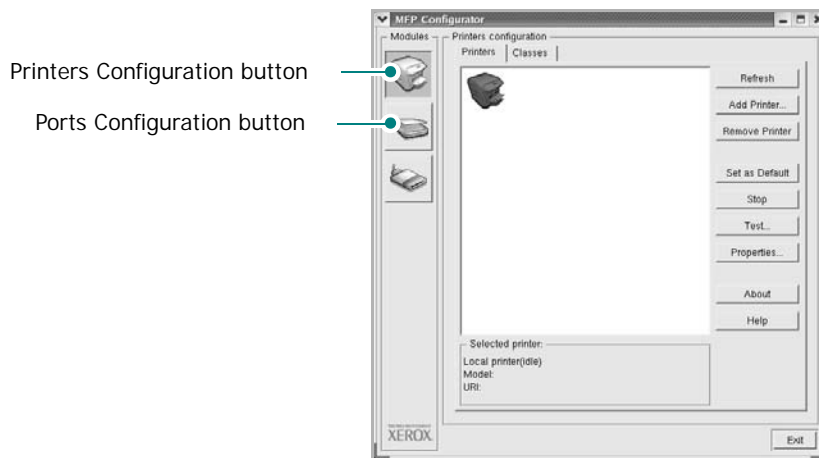 MFP Configurator
Modules
Printers configuration
Printers Classes
Printers Configuration button
Ports Configuration button
Refresh
Add Printer...
Remove Printer
Set as Default
Stop
Test...
Properties...
About
Help
Selected printer:
Local printer(idle)
Model:
URI:
XEROX
Exit